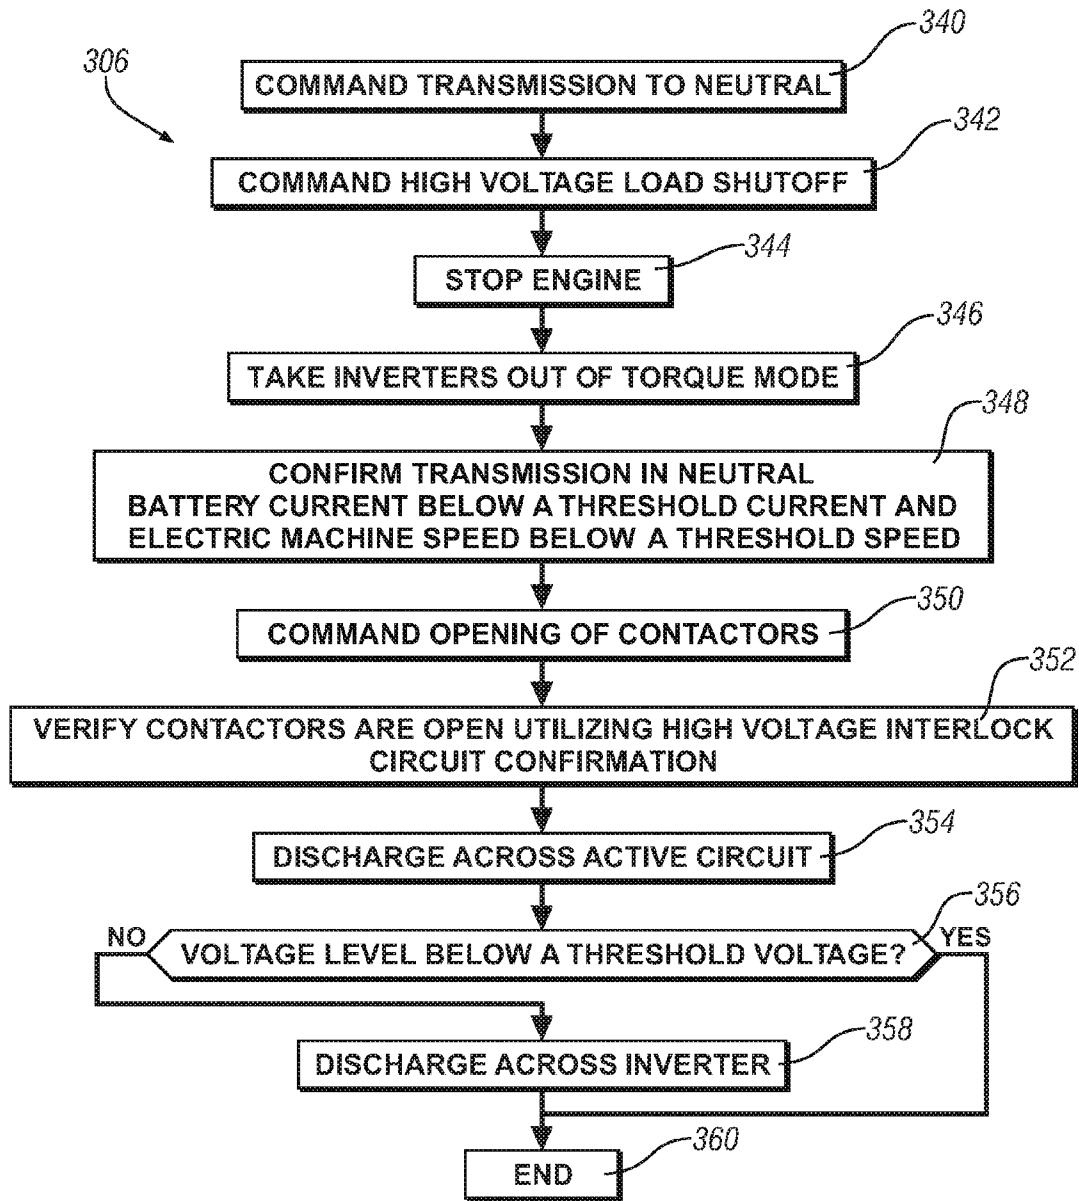 306
340
COMMAND TRANSMISSION TO NEUTRAL
342
COMMAND HIGH VOLTAGE LOAD SHUTOFF
344
STOP ENGINE
346
TAKE INVERTERS OUT OF TORQUE MODE
348
CONFIRM TRANSMISSION IN NEUTRAL
BATTERY CURRENT BELOW A THRESHOLD CURRENT AND
ELECTRIC MACHINE SPEED BELOW A THRESHOLD SPEED
350
COMMAND OPENING OF CONTACTORS
352
VERIFY CONTACTORS ARE OPEN UTILIZING HIGH VOLTAGE INTERLOCK
CIRCUIT CONFIRMATION
354
DISCHARGE ACROSS ACTIVE CIRCUIT
356
NO
VOLTAGE LEVEL BELOW A THRESHOLD VOLTAGE?
YES
358
DISCHARGE ACROSS INVERTER
360
END